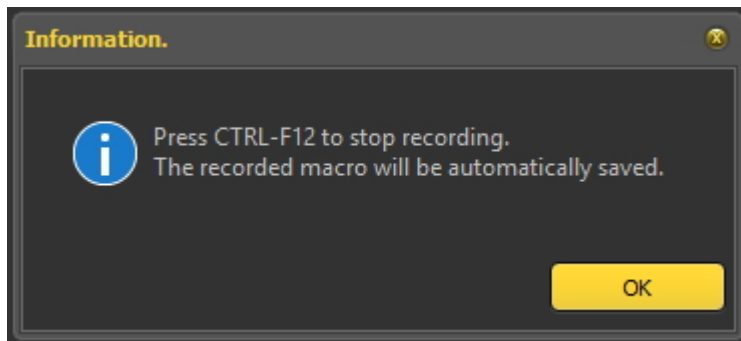 Information.
Press CTRL-F12 to stop recording.
The recorded macro will be automatically saved.
OK